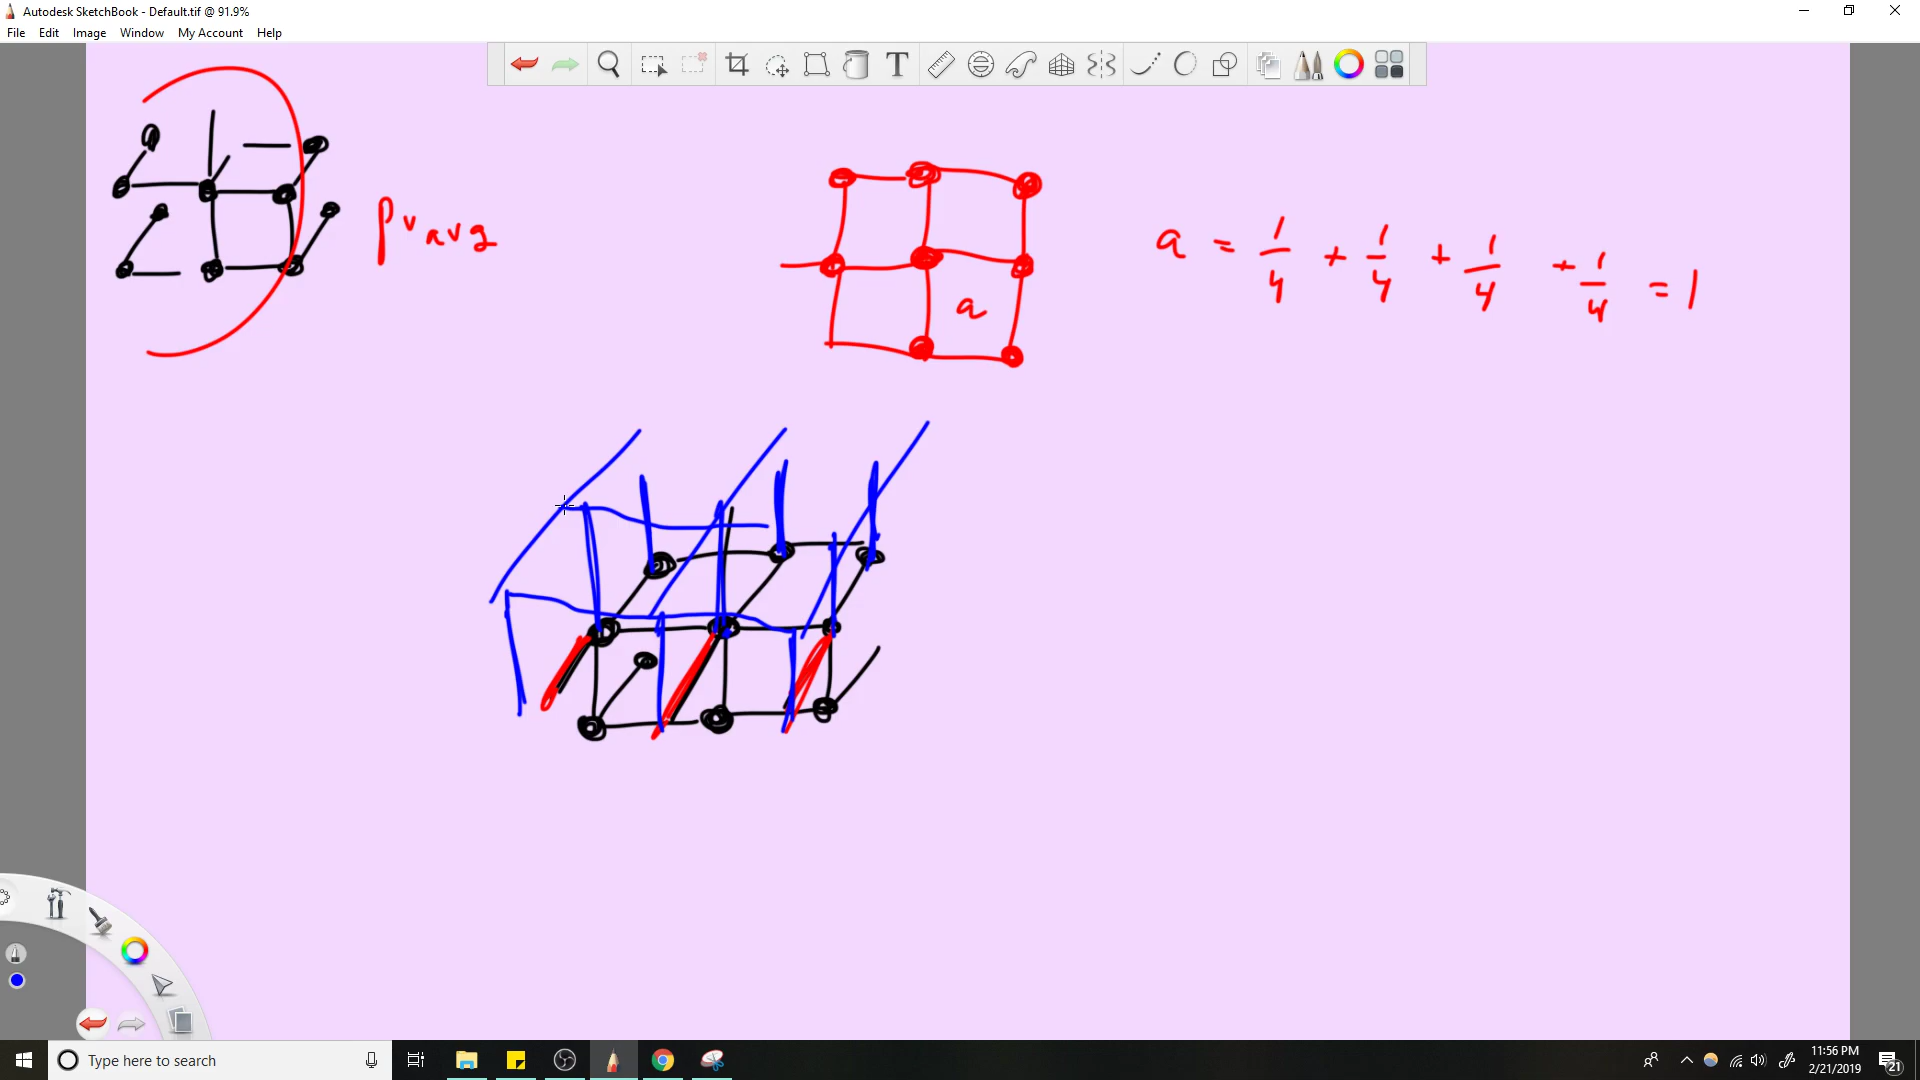 Autodesk SketchBook - Default.tif @ 91.9%
File Edit Image Window My Account Help
T
Pv avg
a = 1/4 + 1/4 + 1/4 + 1/4 = 1
a
Type here to search
11:56 PM
2/21/2019
21